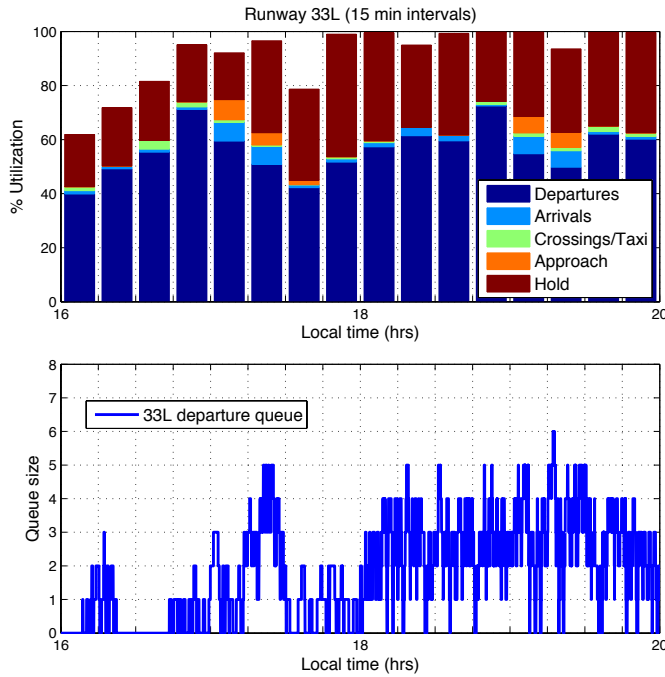 Runway 33L (15 min intervals)
100
80
60
40
20
0
% Utilization
Departures
Arrivals
Crossings/Taxi
Approach
Hold
16
18
20
Local time (hrs)
8
7
6
5
4
3
2
1
0
Queue size
33L departure queue
16
18
20
Local time (hrs)